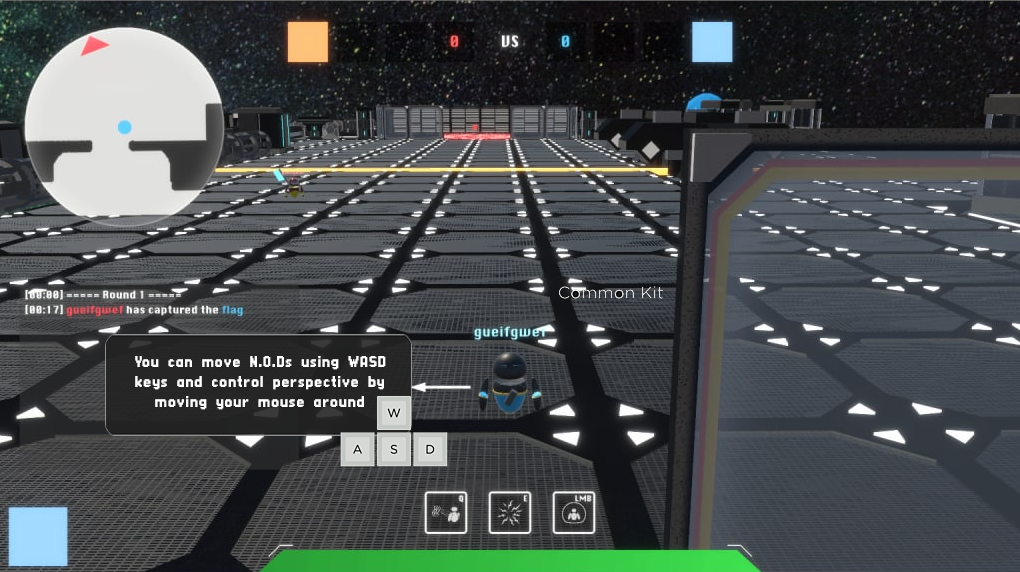 0 VS 0
[00:00] ===== Round 1 =====
[00:17] gueifgwef has captured the flag
Common Kit
gueifgwef
You can move N.O.Ds using WASD
keys and control perspective by
moving your mouse around
W
A S D
Q E LMB